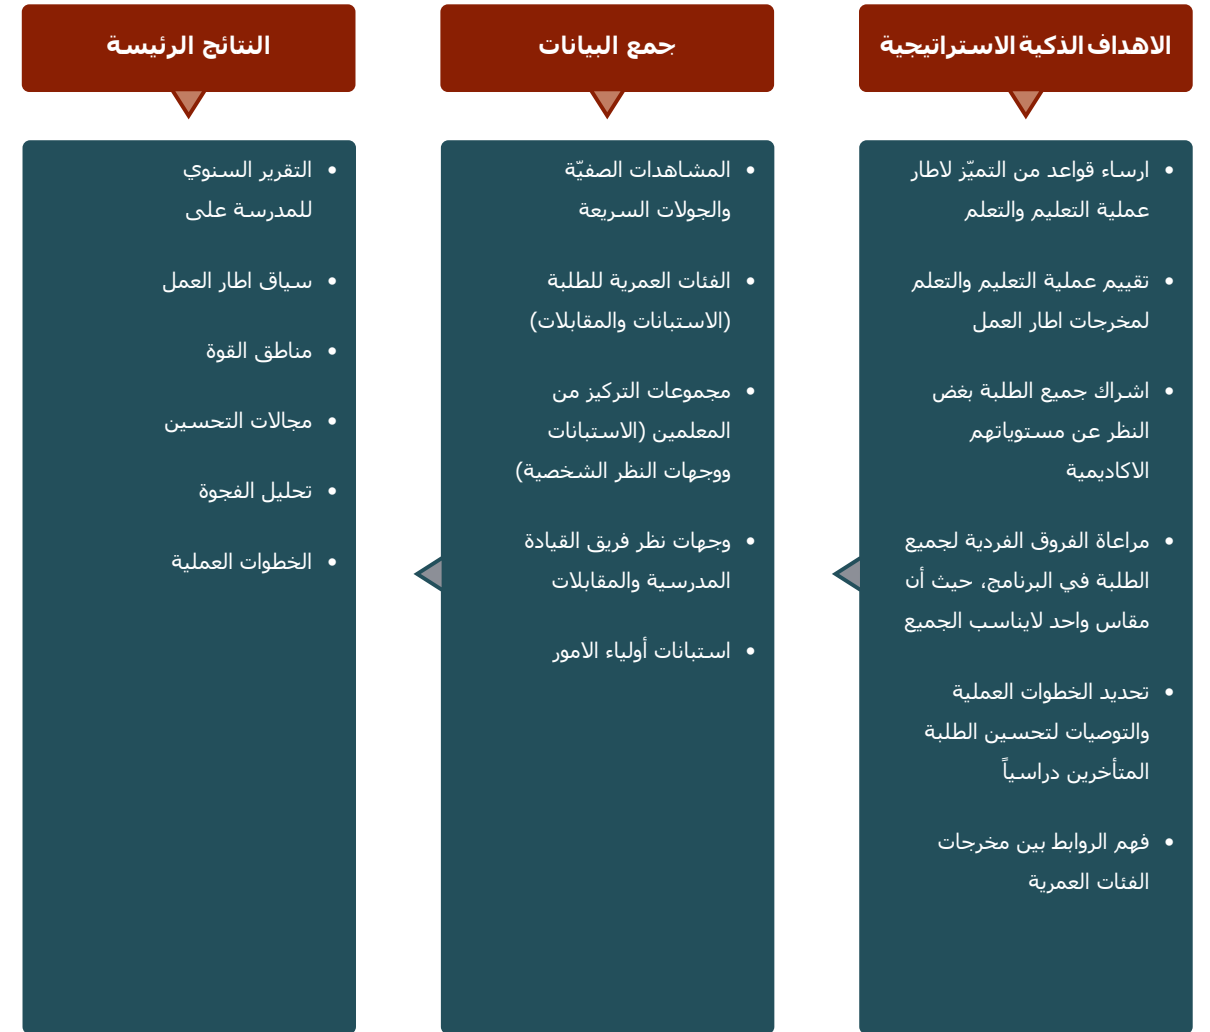 الاهداف الذكية الاستراتيجية
• ارساء قواعد من التميّز لاطار
عملية التعليم والتعلم
• تقييم عملية التعليم والتعلم
لمخرجات اطار العمل
• اشراك جميع الطلبة بغض
النظر عن مستوياتهم
الاكاديمية
• مراعاة الفروق الفردية لجميع
الطلبة في البرنامج، حيث أن
مقاس واحد لايناسب الجميع
• تحديد الخطوات العملية
والتوصيات لتحسين الطلبة
المتأخرين دراسياً
• فهم الروابط بين مخرجات
الفئات العمرية
جمع البيانات
• المشاهدات الصفيّة
والجولات السريعة
• الفئات العمرية للطلبة
(الاستبانات والمقابلات)
• مجموعات التركيز من
المعلمين (الاستبانات
ووجهات النظر الشخصية)
• وجهات نظر فريق القيادة
المدرسية والمقابلات
• استبانات أولياء الامور
النتائج الرئيسة
• التقرير السنوي
للمدرسة على
• سياق اطار العمل
• مناطق القوة
• مجالات التحسين
• تحليل الفجوة
• الخطوات العملية